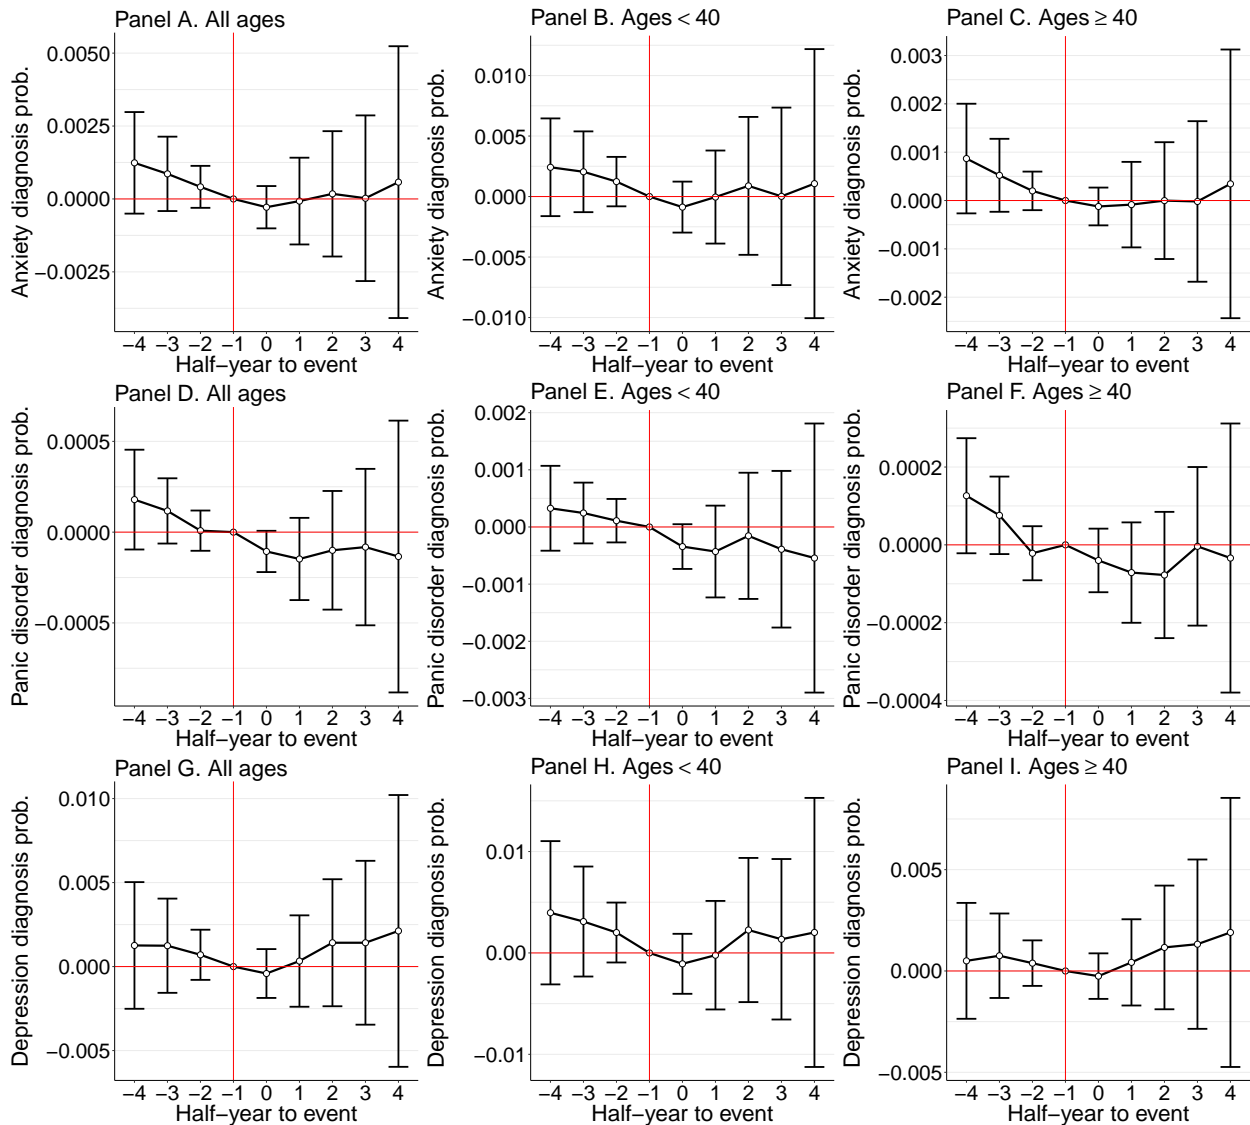 Panel A. All ages
Anxiety diagnosis prob.
0.0050
0.0025
0.0000
−0.0025
−4 −3 −2 −1 0 1 2 3 4
Half−year to event
Panel B. Ages < 40
Anxiety diagnosis prob.
0.010
0.005
0.000
−0.005
−0.010
−4 −3 −2 −1 0 1 2 3 4
Half−year to event
Panel C. Ages ≥ 40
Anxiety diagnosis prob.
0.003
0.002
0.001
0.000
−0.001
−0.002
−4 −3 −2 −1 0 1 2 3 4
Half−year to event
Panel D. All ages
Panic disorder diagnosis prob.
0.0005
0.0000
−0.0005
−4 −3 −2 −1 0 1 2 3 4
Half−year to event
Panel E. Ages < 40
Panic disorder diagnosis prob.
0.002
0.001
0.000
−0.001
−0.002
−0.003
−4 −3 −2 −1 0 1 2 3 4
Half−year to event
Panel F. Ages ≥ 40
Panic disorder diagnosis prob.
0.0002
0.0000
−0.0002
−0.0004
−4 −3 −2 −1 0 1 2 3 4
Half−year to event
Panel G. All ages
Depression diagnosis prob.
0.010
0.005
0.000
−0.005
−4 −3 −2 −1 0 1 2 3 4
Half−year to event
Panel H. Ages < 40
Depression diagnosis prob.
0.01
0.00
−0.01
−4 −3 −2 −1 0 1 2 3 4
Half−year to event
Panel I. Ages ≥ 40
Depression diagnosis prob.
0.005
0.000
−0.005
−4 −3 −2 −1 0 1 2 3 4
Half−year to event